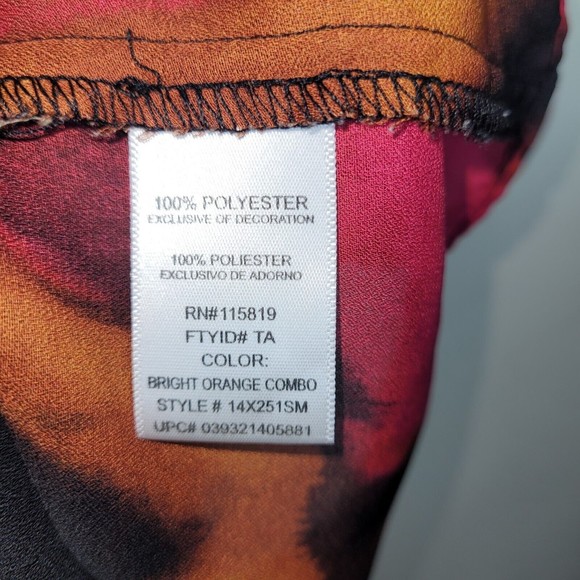 100% POLYESTER
EXCLUSIVE OF DECORATION
100% POLIESTER
EXCLUSIVO DE ADORNO
RN#115819
FTYID# TA
COLOR:
BRIGHT ORANGE COMBO
STYLE # 14X251SM
UPC# 039321405881